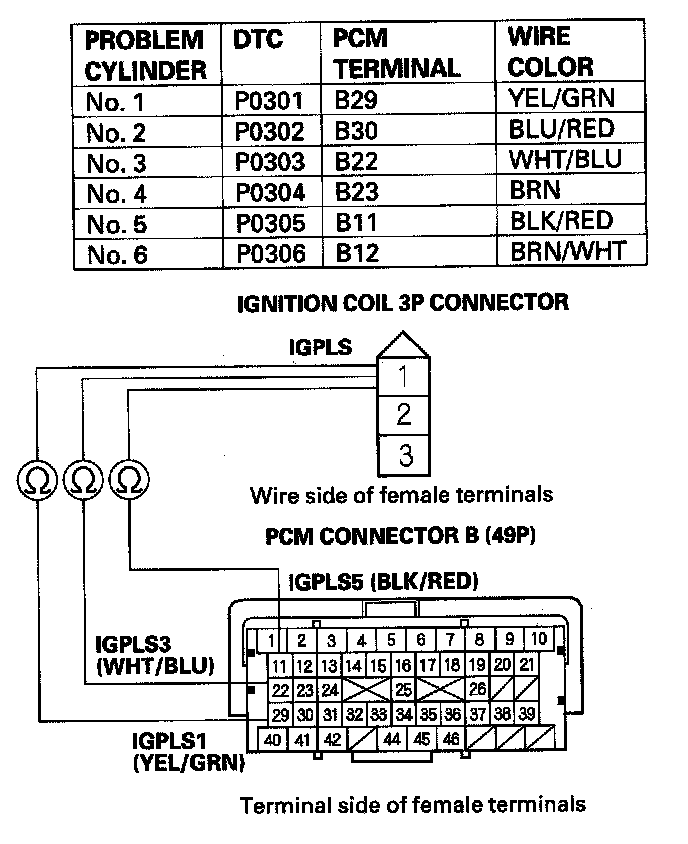 PROBLEM CYLINDER DTC PCM TERMINAL WIRE COLOR
No. 1 P0301 B29 YEL/GRN
No. 2 P0302 B30 BLU/RED
No. 3 P0303 B22 WHT/BLU
No. 4 P0304 B23 BRN
No. 5 P0305 B11 BLK/RED
No. 6 P0306 B12 BRN/WHT
IGNITION COIL 3P CONNECTOR
IGPLS
1
2
3
Ω Ω Ω
Wire side of female terminals
PCM CONNECTOR B (49P)
IGPLS5 (BLK/RED)
IGPLS3
(WHT/BLU)
1 2 3 4 5 6 7 8 9 10
11 12 13 14 15 16 17 18 19 20 21
22 23 24 25 26
29 30 31 32 33 34 35 36 37 38 39
40 41 42 44 45 46
IGPLS1
(YEL/GRN)
Terminal side of female terminals